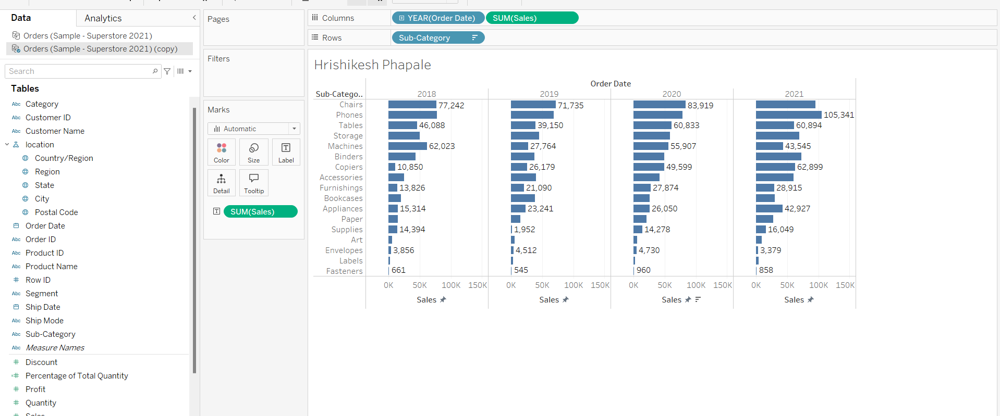 Data
Analytics
Orders (Sample - Superstore 2021)
Orders (Sample - Superstore 2021) (copy)
Search
Tables
Abc Category
Abc Customer ID
Abc Customer Name
location
Country/Region
Region
State
City
Postal Code
Order Date
Abc Order ID
Abc Product ID
Abc Product Name
# Row ID
Abc Segment
Ship Date
Abc Ship Mode
Abc Sub-Category
Abc Measure Names
# Discount
=# Percentage of Total Quantity
# Profit
# Quantity
# Sales
Pages
Filters
Marks
Automatic
Color Size Label
Detail Tooltip
SUM(Sales)
Columns YEAR(Order Date) SUM(Sales)
Rows Sub-Category
Hrishikesh Phapale
Order Date
Sub-Catego.. 2018 2019 2020 2021
Chairs 77,242 71,735 83,919
Phones 105,341
Tables 46,088 39,150 60,833 60,894
Storage
Machines 62,023 27,764 55,907 43,545
Binders
Copiers 10,850 26,179 49,599 62,899
Accessories
Furnishings 13,826 21,090 27,874 28,915
Bookcases
Appliances 15,314 23,241 26,050 42,927
Paper
Supplies 14,394 1,952 14,278 16,049
Art
Envelopes 3,856 4,512 4,730 3,379
Labels
Fasteners 661 545 960 858
0K 50K 100K 150K 0K 50K 100K 150K 0K 50K 100K 150K 0K 50K 100K 150K
Sales Sales Sales Sales